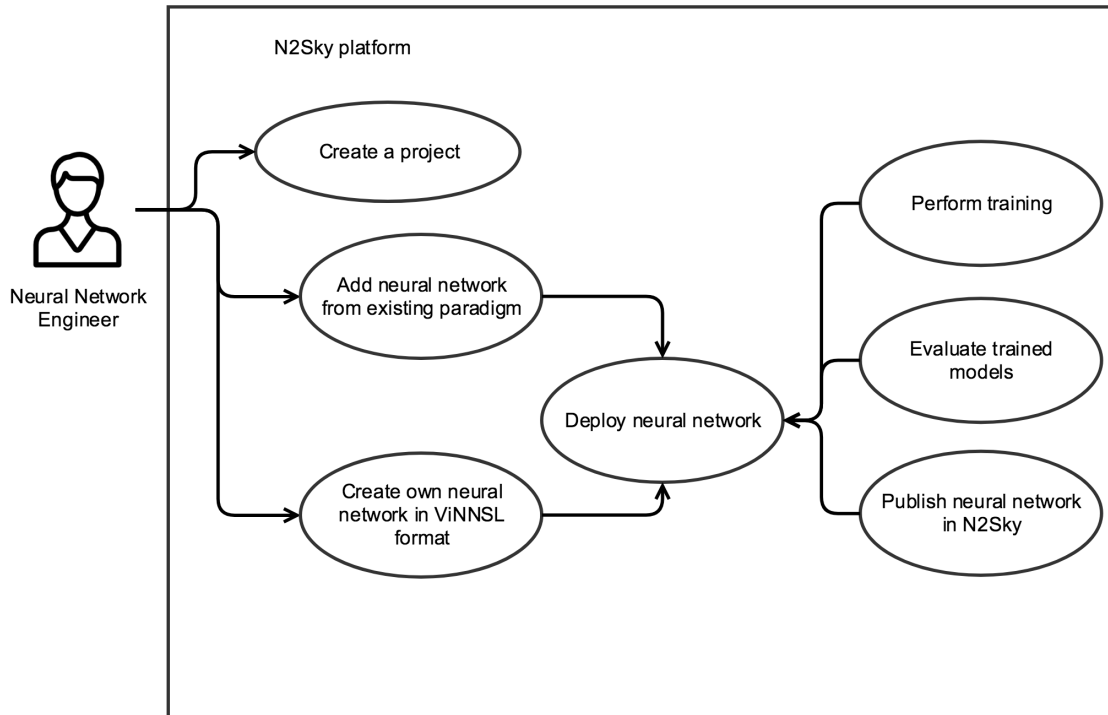 N2Sky platform
Create a project
Neural Network
Engineer
Add neural network
from existing paradigm
Create own neural
network in ViNNSL
format
Deploy neural network
Perform training
Evaluate trained
models
Publish neural network
in N2Sky